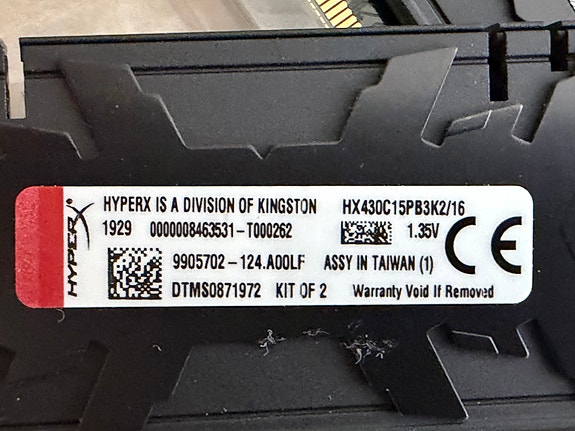 HYPERX
HYPERX IS A DIVISION OF KINGSTON HX430C15PB3K2/16
1929 0000008463531-T000262 1.35V CE
9905702-124.A00LF ASSY IN TAIWAN (1)
DTMS0871972 KIT OF 2 Warranty Void If Removed